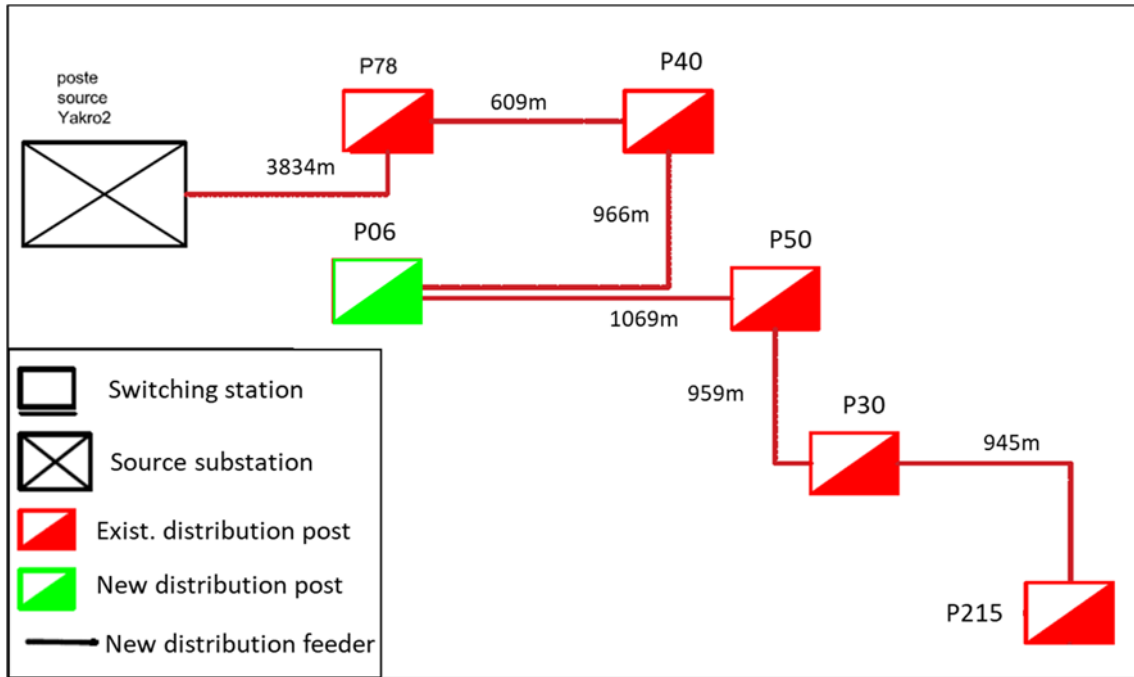 poste
source
Yakro2
P78
P40
609m
3834m
966m
P06
P50
1069m
959m
P30
945m
P215
Switching station
Source substation
Exist. distribution post
New distribution post
New distribution feeder